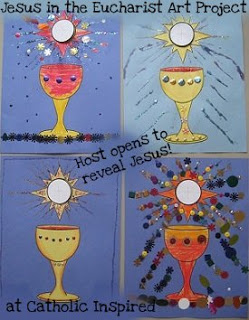 Jesus in the Eucharist Art Project
Host opens to
reveal Jesus!
at Catholic Inspired